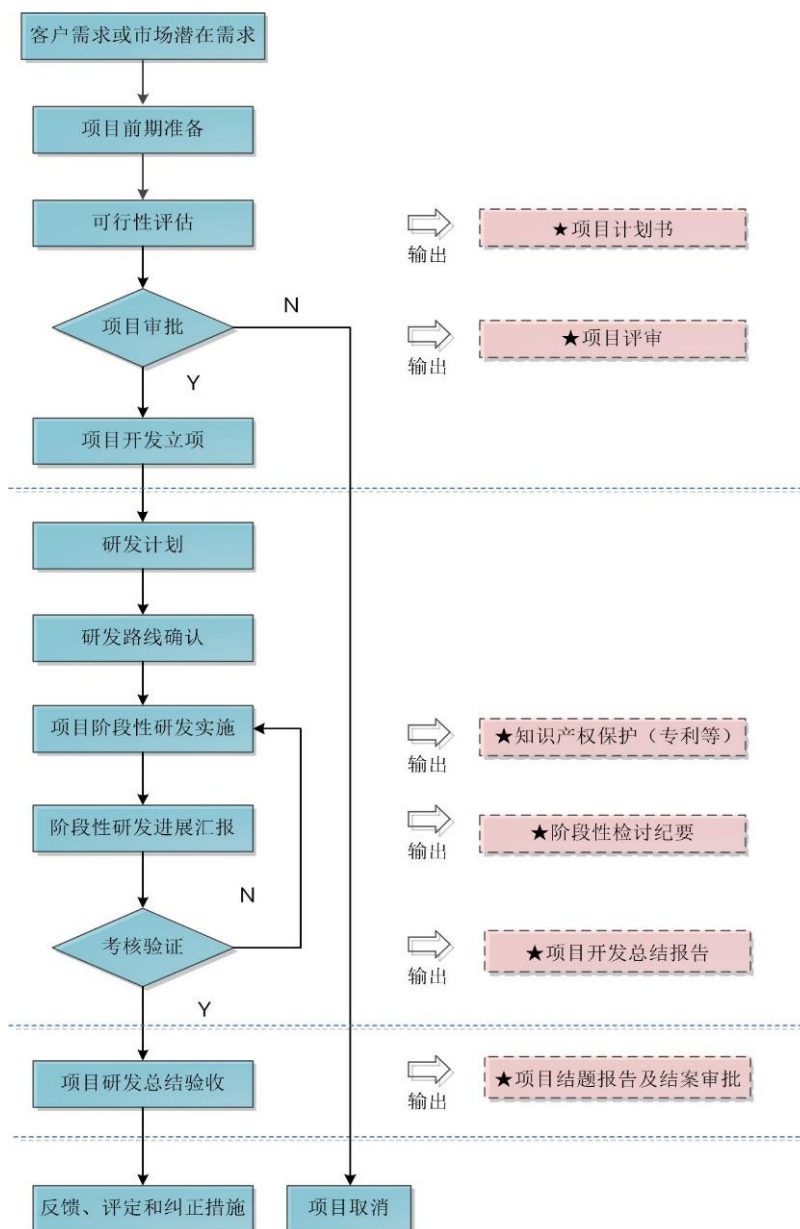 客户需求或市场潜在需求
项目前期准备
可行性评估
输出
★项目计划书
项目审批
N
输出
★项目评审
Y
项目开发立项
研发计划
研发路线确认
项目阶段性研发实施
输出
★知识产权保护（专利等）
阶段性研发进展汇报
输出
★阶段性检讨纪要
N
考核验证
输出
★项目开发总结报告
Y
项目研发总结验收
输出
★项目结题报告及结案审批
反馈、评定和纠正措施
项目取消